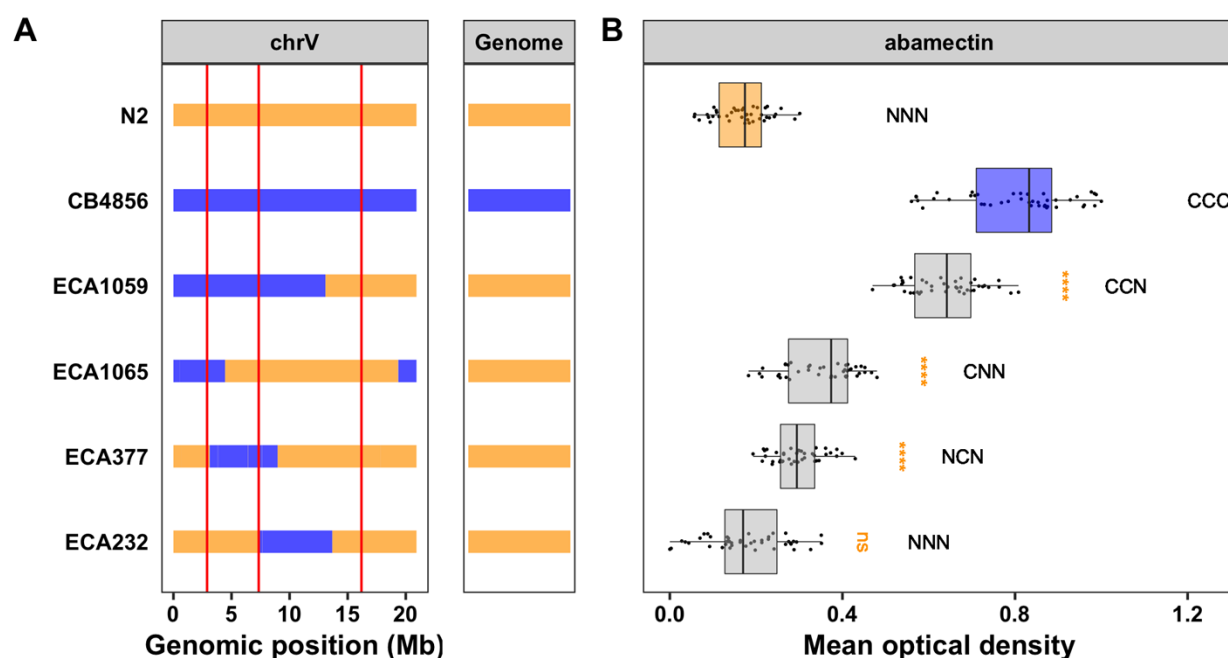 A
B
chrV
Genome
abamectin
N2
NNN
CB4856
CCC
ECA1059
**** CCN
ECA1065
**** CNN
ECA377
**** NCN
ECA232
ns NNN
0 5 10 15 20
0.0 0.4 0.8 1.2
Genomic position (Mb)
Mean optical density